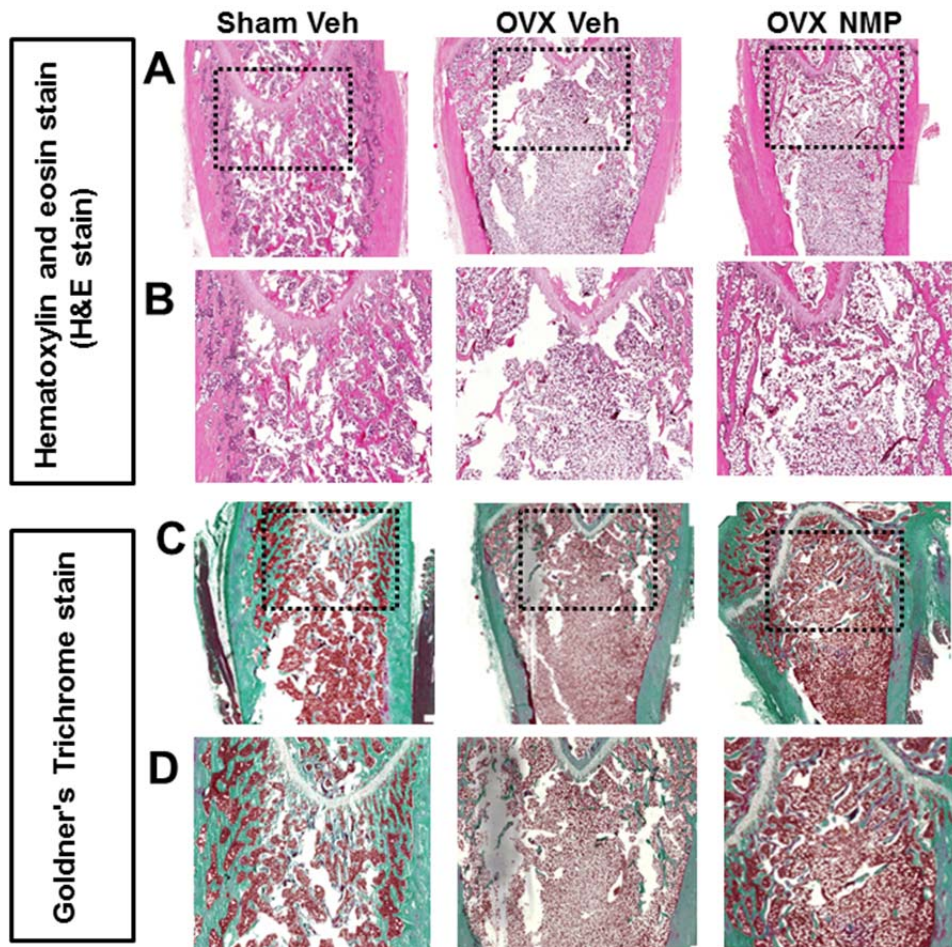 Sham Veh
OVX Veh
OVX NMP
Hematoxylin and eosin stain
(H&E stain)
A
B
Goldner's Trichrome stain
C
D